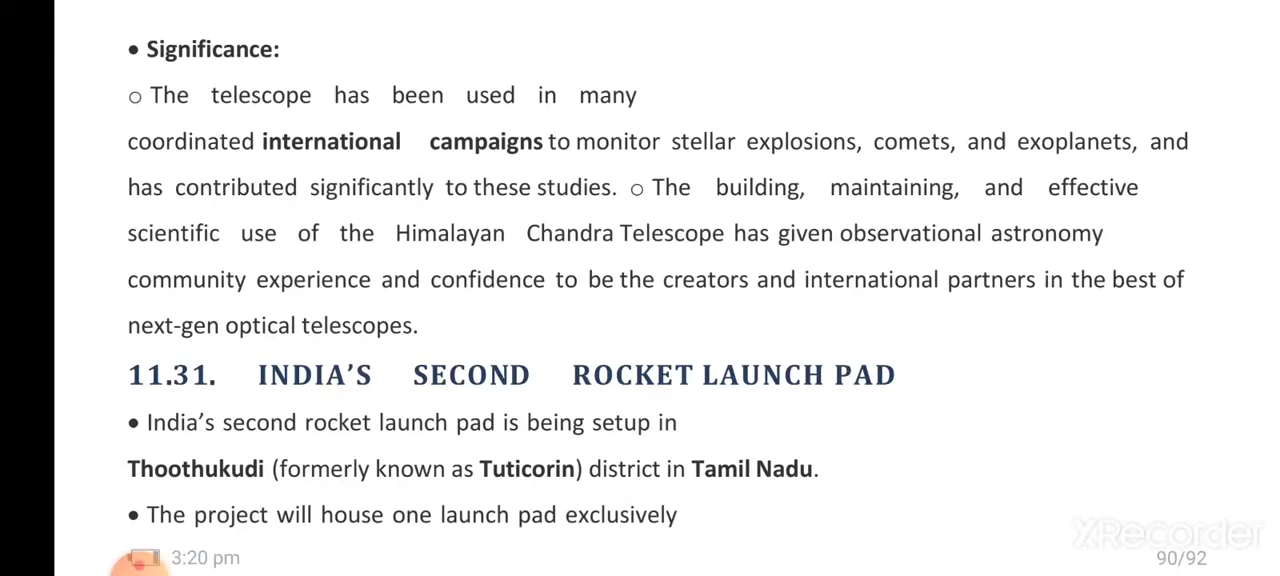 • Significance:
o The telescope has been used in many
coordinated international campaigns to monitor stellar explosions, comets, and exoplanets, and
has contributed significantly to these studies. o The building, maintaining, and effective
scientific use of the Himalayan Chandra Telescope has given observational astronomy
community experience and confidence to be the creators and international partners in the best of
next-gen optical telescopes.
11.31. INDIA’S SECOND ROCKET LAUNCH PAD
• India’s second rocket launch pad is being setup in
Thoothukudi (formerly known as Tuticorin) district in Tamil Nadu.
• The project will house one launch pad exclusively
XRecorder
3:20 pm 90/92